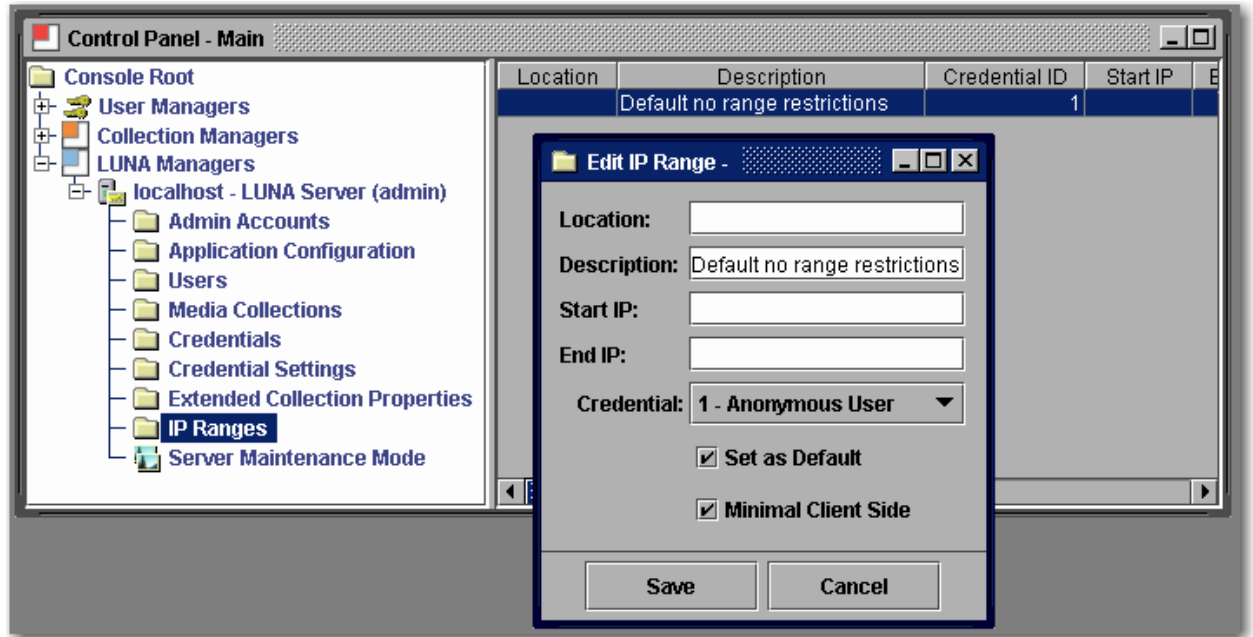 Control Panel - Main
Console Root
User Managers
Collection Managers
LUNA Managers
localhost - LUNA Server (admin)
Admin Accounts
Application Configuration
Users
Media Collections
Credentials
Credential Settings
Extended Collection Properties
IP Ranges
Server Maintenance Mode
Location Description Credential ID Start IP E
Default no range restrictions 1
Edit IP Range -
Location:
Description: Default no range restrictions
Start IP:
End IP:
Credential: 1 - Anonymous User
Set as Default
Minimal Client Side
Save Cancel